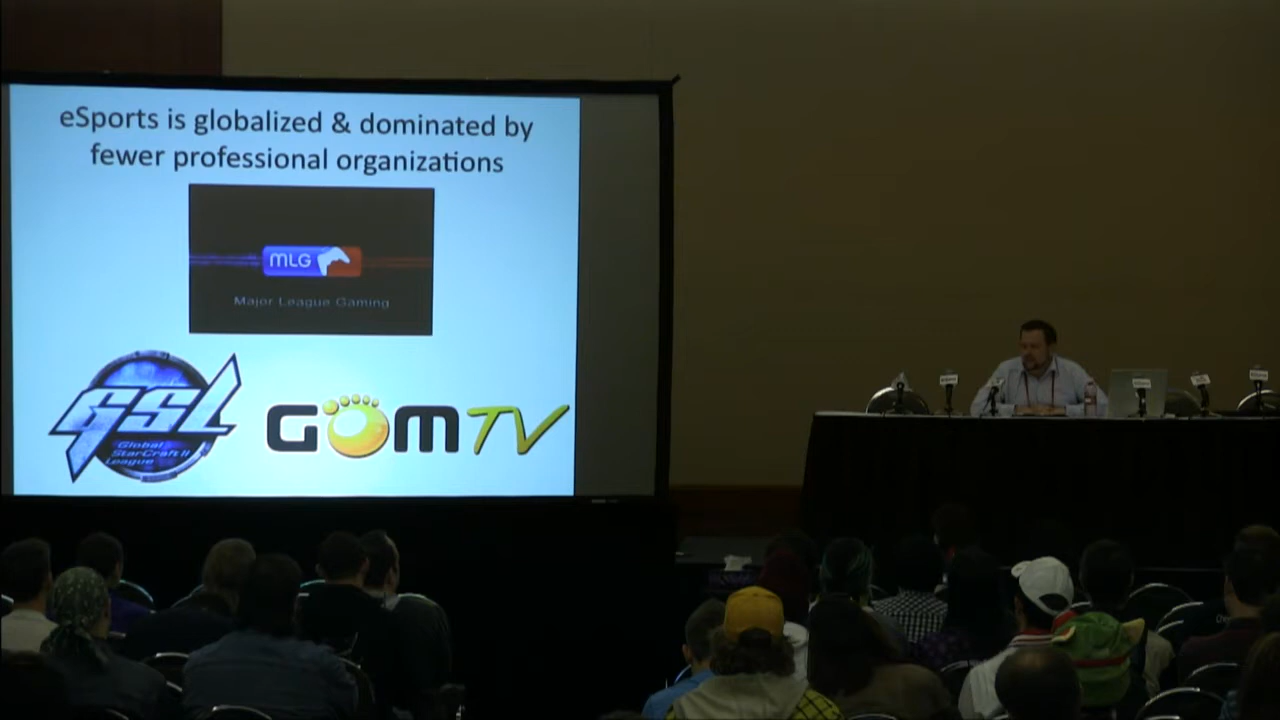 eSports is globalized & dominated by
fewer professional organizations
MLG
Major League Gaming
GSL
Global
StarCraft II
League
GOMTV